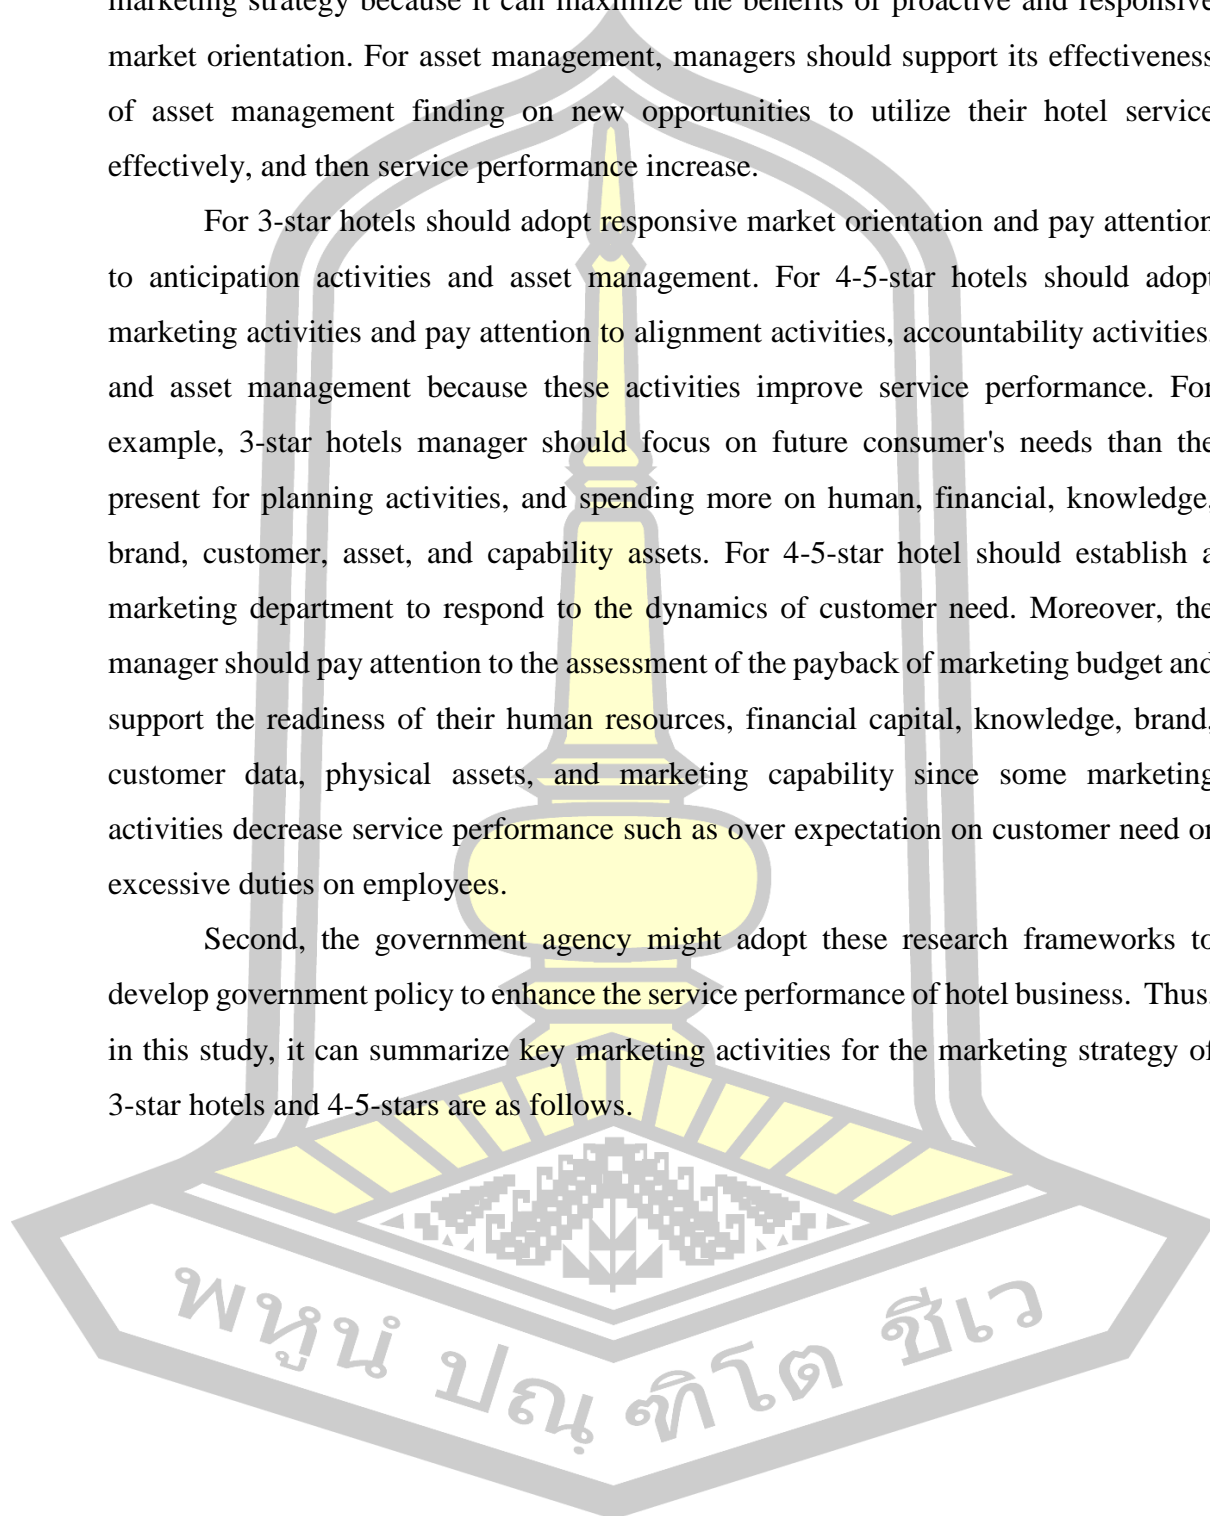 marketing strategy because it can maximize the benefits of proactive and responsive
market orientation. For asset management, managers should support its effectiveness
of asset management finding on new opportunities to utilize their hotel service
effectively, and then service performance increase.
For 3-star hotels should adopt responsive market orientation and pay attention
to anticipation activities and asset management. For 4-5-star hotels should adopt
marketing activities and pay attention to alignment activities, accountability activities,
and asset management because these activities improve service performance. For
example, 3-star hotels manager should focus on future consumer's needs than the
present for planning activities, and spending more on human, financial, knowledge,
brand, customer, asset, and capability assets. For 4-5-star hotel should establish a
marketing department to respond to the dynamics of customer need. Moreover, the
manager should pay attention to the assessment of the payback of marketing budget and
support the readiness of their human resources, financial capital, knowledge, brand,
customer data, physical assets, and marketing capability since some marketing
activities decrease service performance such as over expectation on customer need or
excessive duties on employees.
Second, the government agency might adopt these research frameworks to
develop government policy to enhance the service performance of hotel business. Thus,
in this study, it can summarize key marketing activities for the marketing strategy of
3-star hotels and 4-5-stars are as follows.
พหูนํ ปณฺ ฑิโต ชีเว